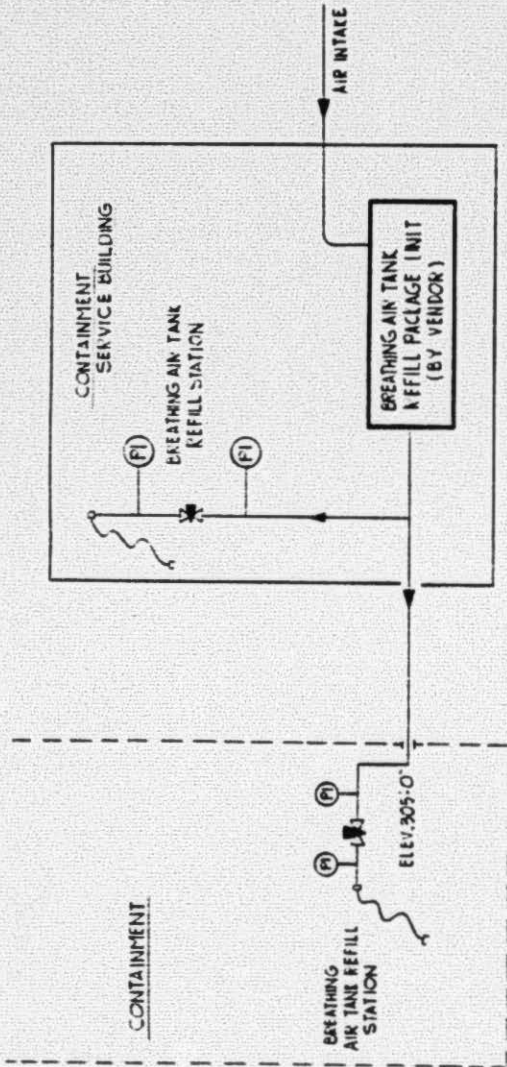 AIR INTAKE
CONTAINMENT
SERVICE BUILDING
BREATHING AIR TANK
REFILL STATION
PI
PI
BREATHING AIR TANK
REFILL PACKAGE UNIT
(BY VENDOR)
CONTAINMENT
PI
PI
ELEV. 305'-0"
BREATHING
AIR TANK REFILL
STATION